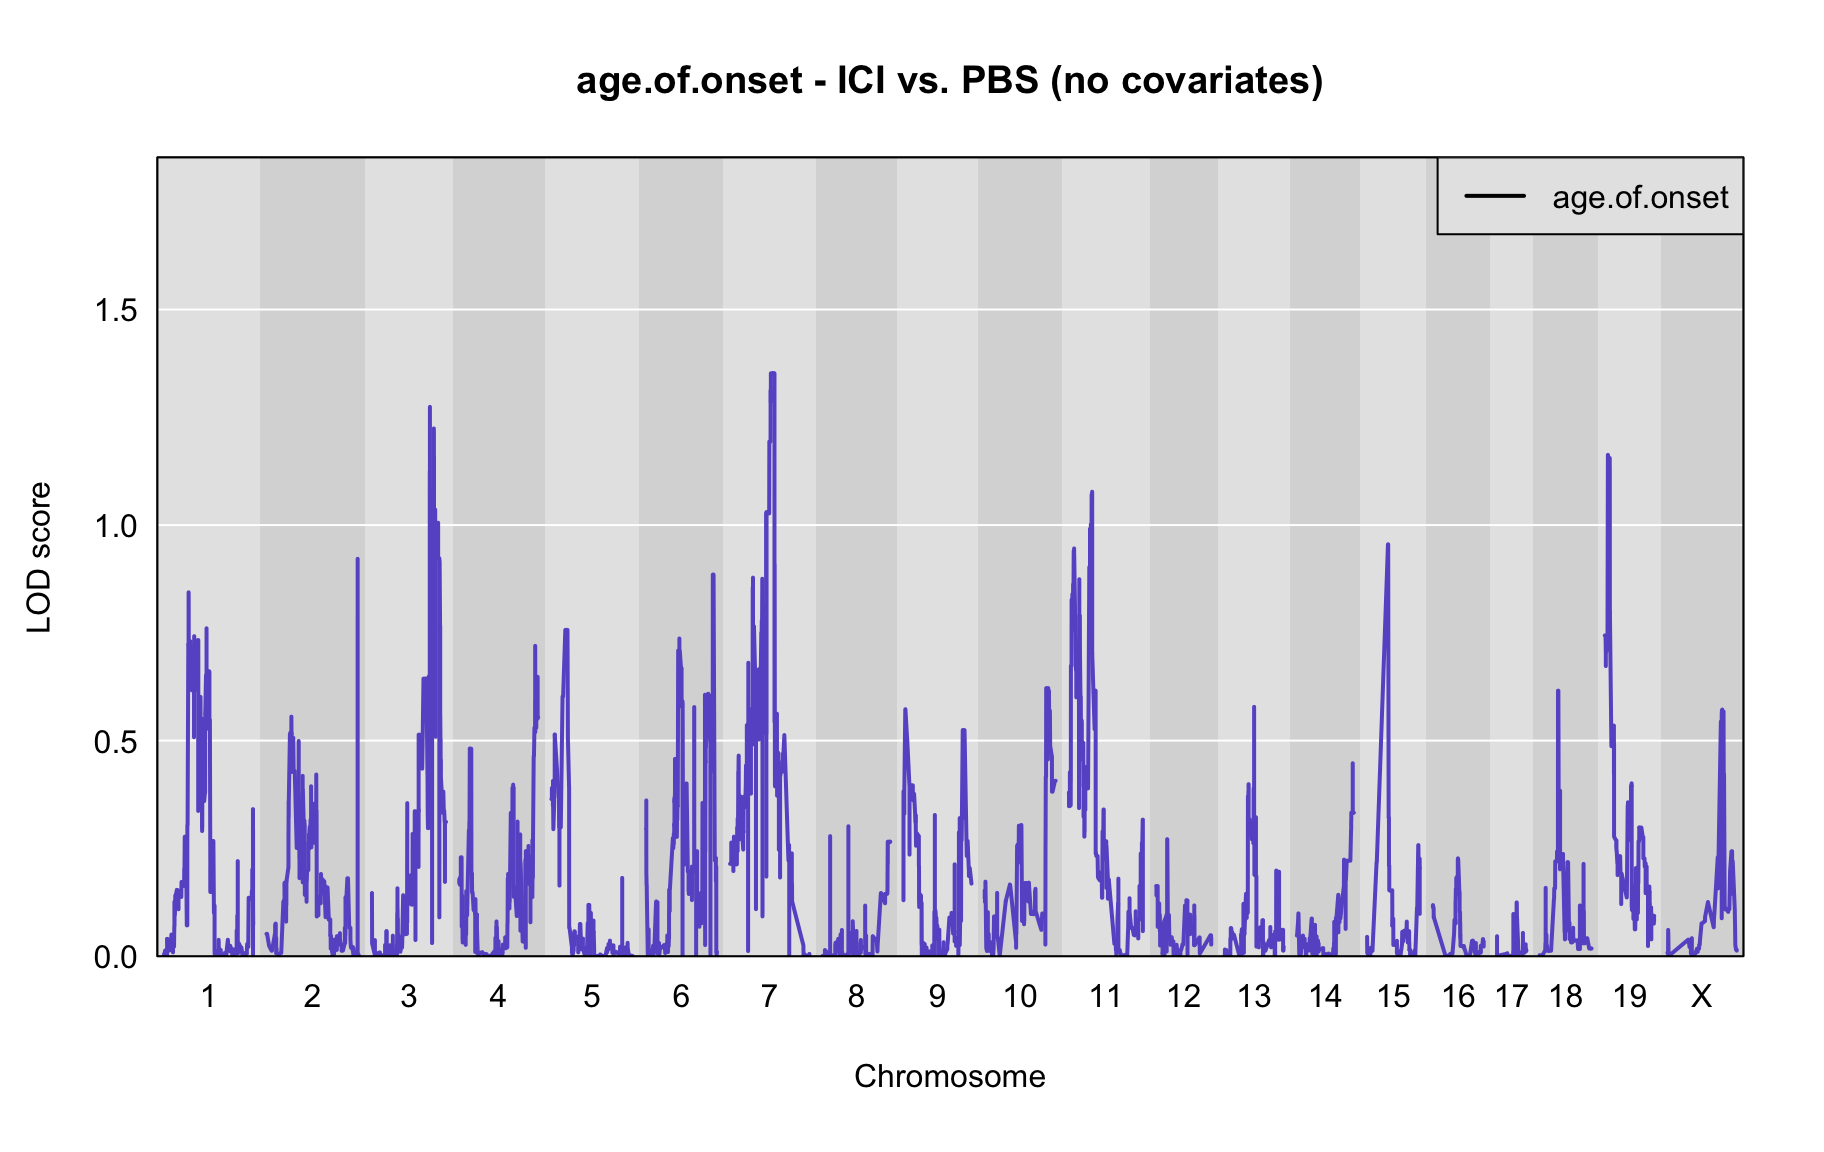 age.of.onset - ICI vs. PBS (no covariates)
age.of.onset
1.5
1.0
0.5
0.0
LOD score
1 2 3 4 5 6 7 8 9 10 11 12 13 14 15 16 17 18 19 X
Chromosome